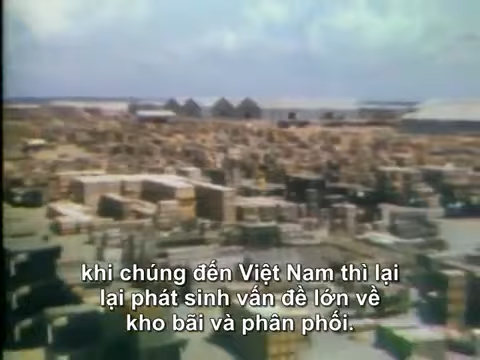 khi chúng đến Việt Nam thì lại
lại phát sinh vấn đề lớn về
kho bãi và phân phối.